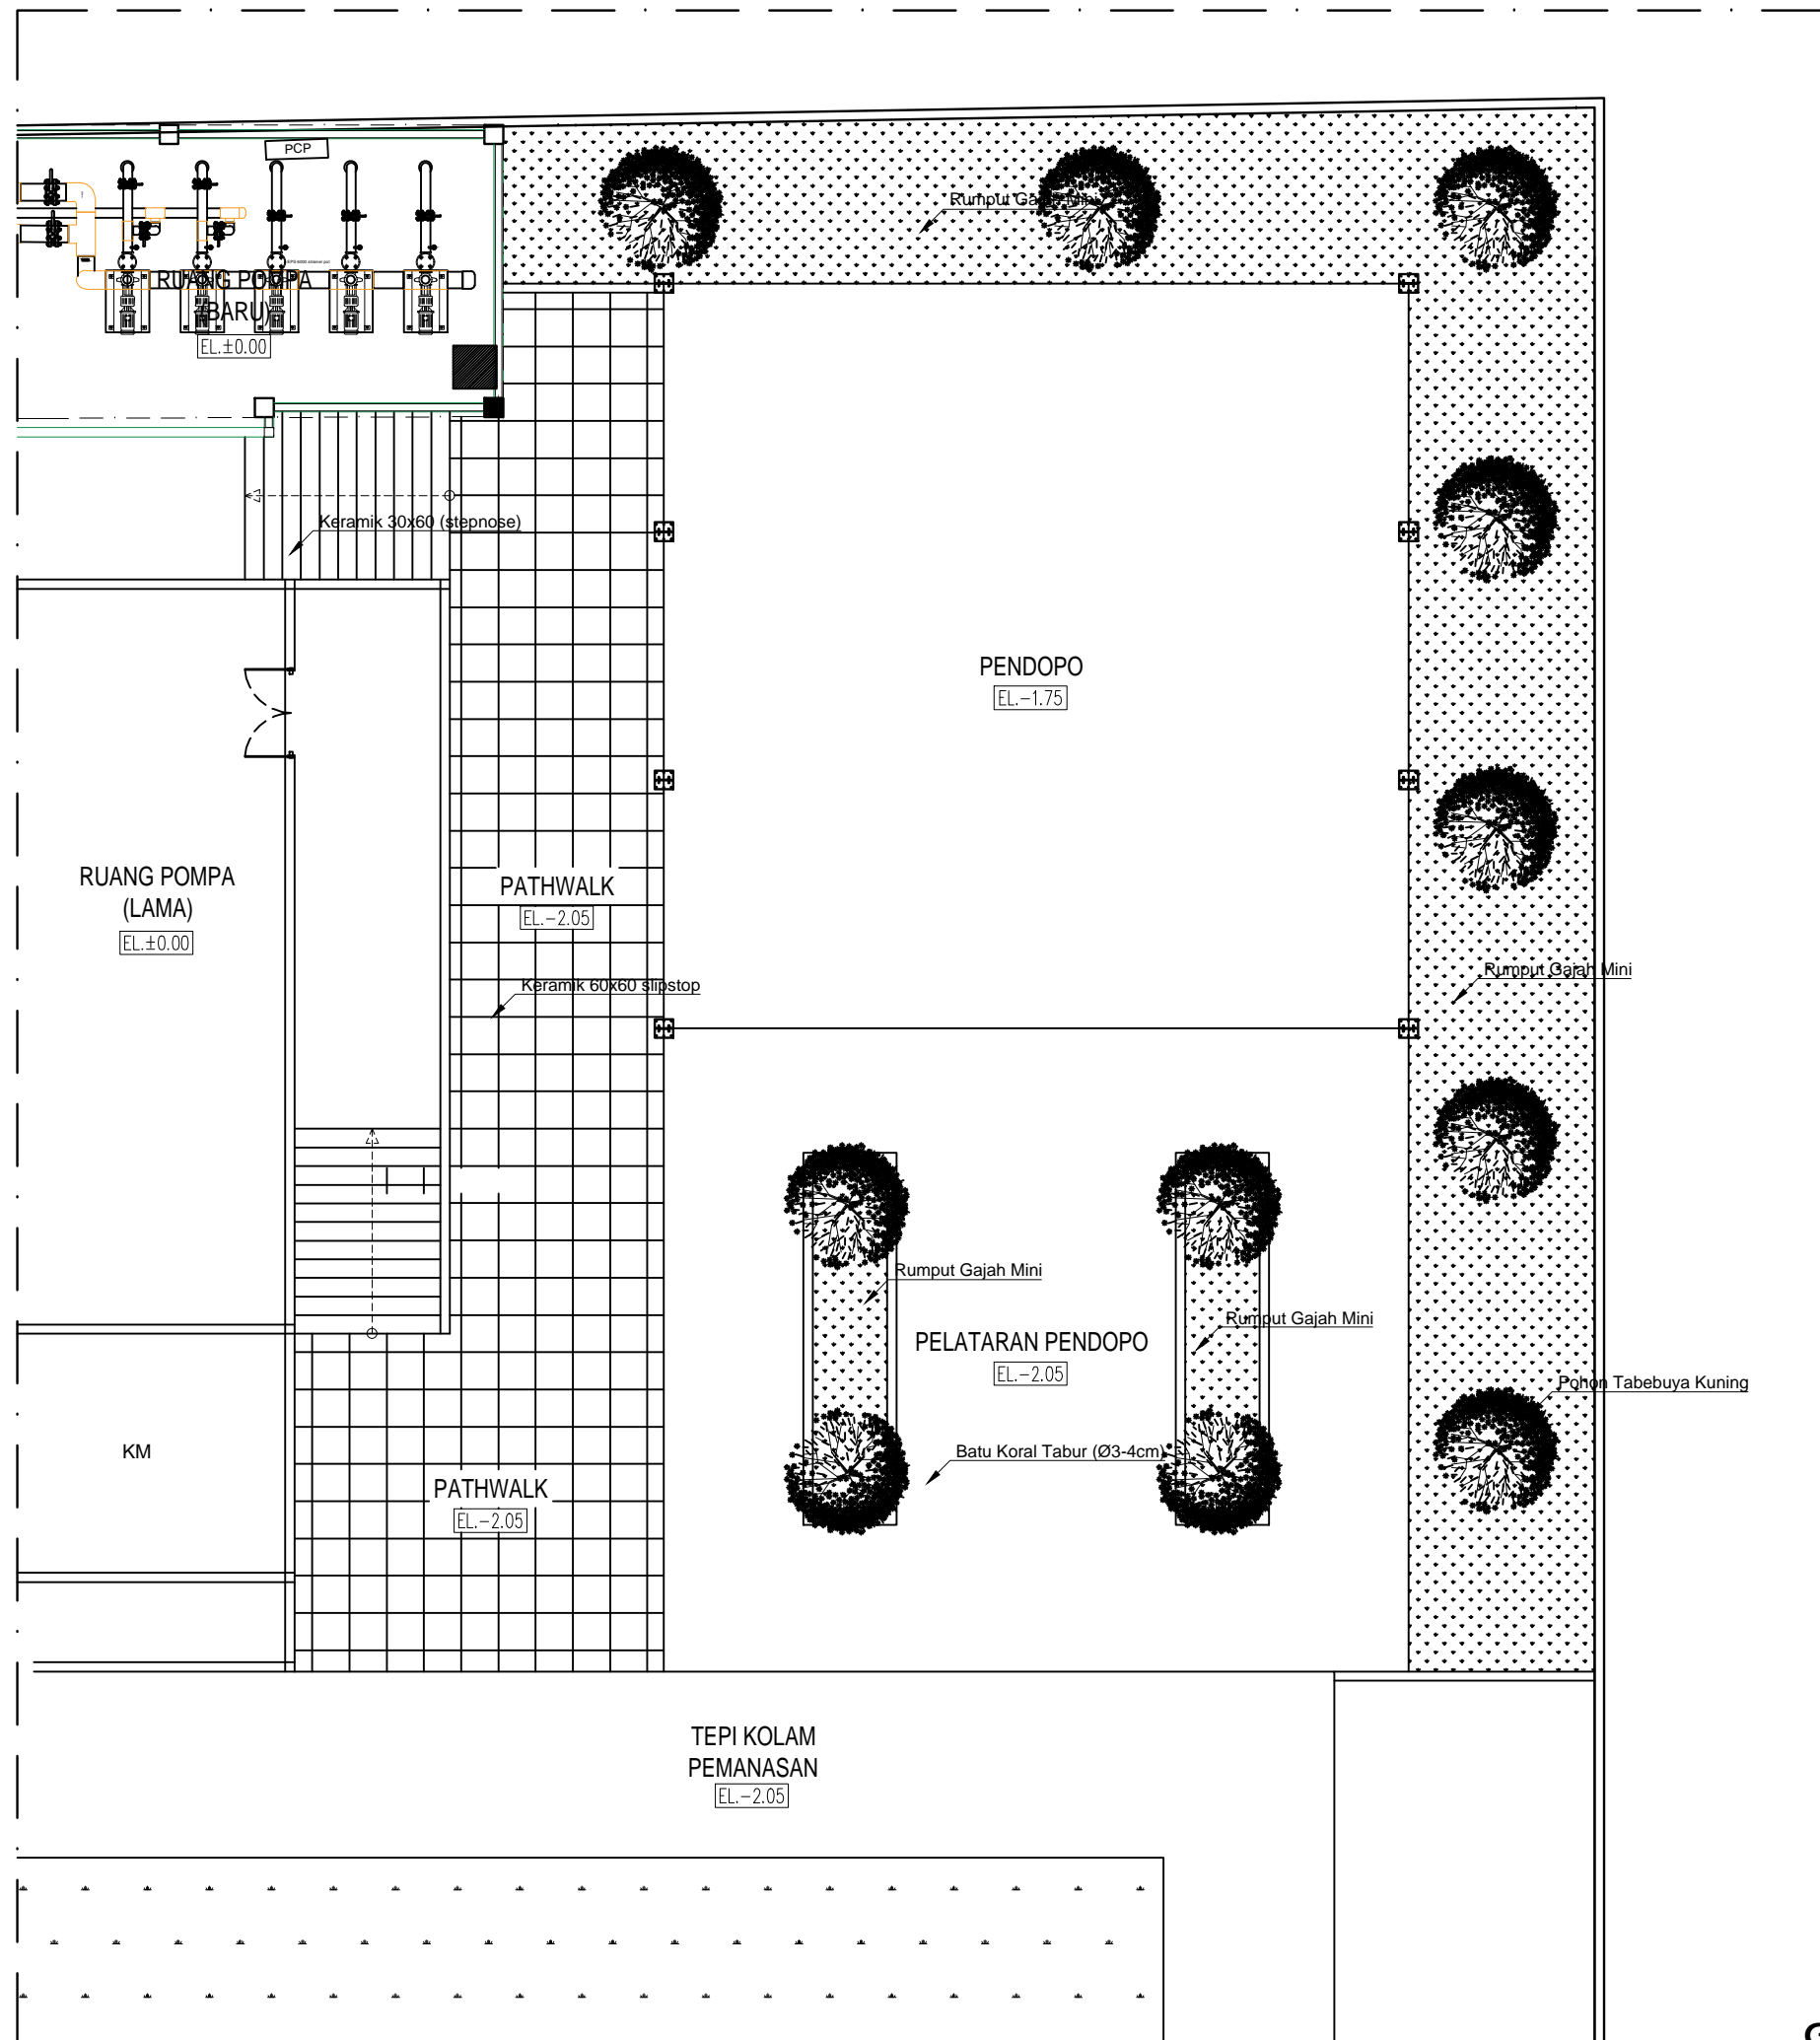 PCP
Rumput Gajah Mini
RUANG POMPA
(BARU)
EL.±0.00
Keramik 30x60 (stepnose)
PENDOPO
EL.-1.75
RUANG POMPA
(LAMA)
EL.±0.00
PATHWALK
EL.-2.05
Keramik 60x60 slipstop
Rumput Gajah Mini
Rumput Gajah Mini
Rumput Gajah Mini
PELATARAN PENDOPO
EL.-2.05
Pohon Tabebuya Kuning
KM
Batu Koral Tabur (Ø3-4cm)
PATHWALK
EL.-2.05
TEPI KOLAM
PEMANASAN
EL.-2.05